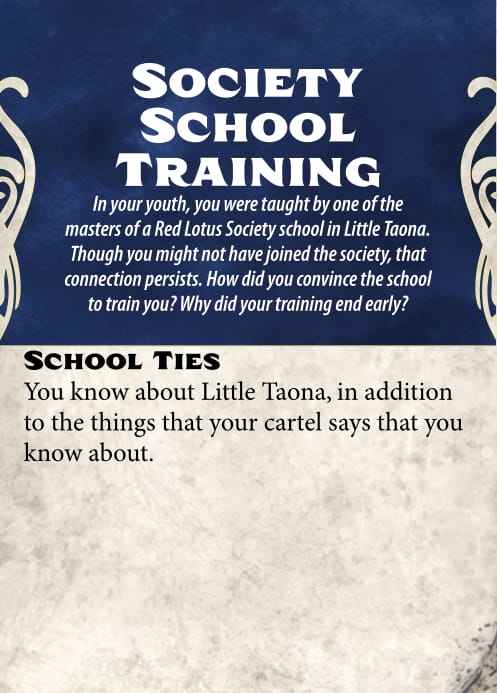 Society
School
Training
In your youth, you were taught by one of the
masters of a Red Lotus Society school in Little Taona.
Though you might not have joined the society, that
connection persists. How did you convince the school
to train you? Why did your training end early?
School Ties
You know about Little Taona, in addition
to the things that your cartel says that you
know about.